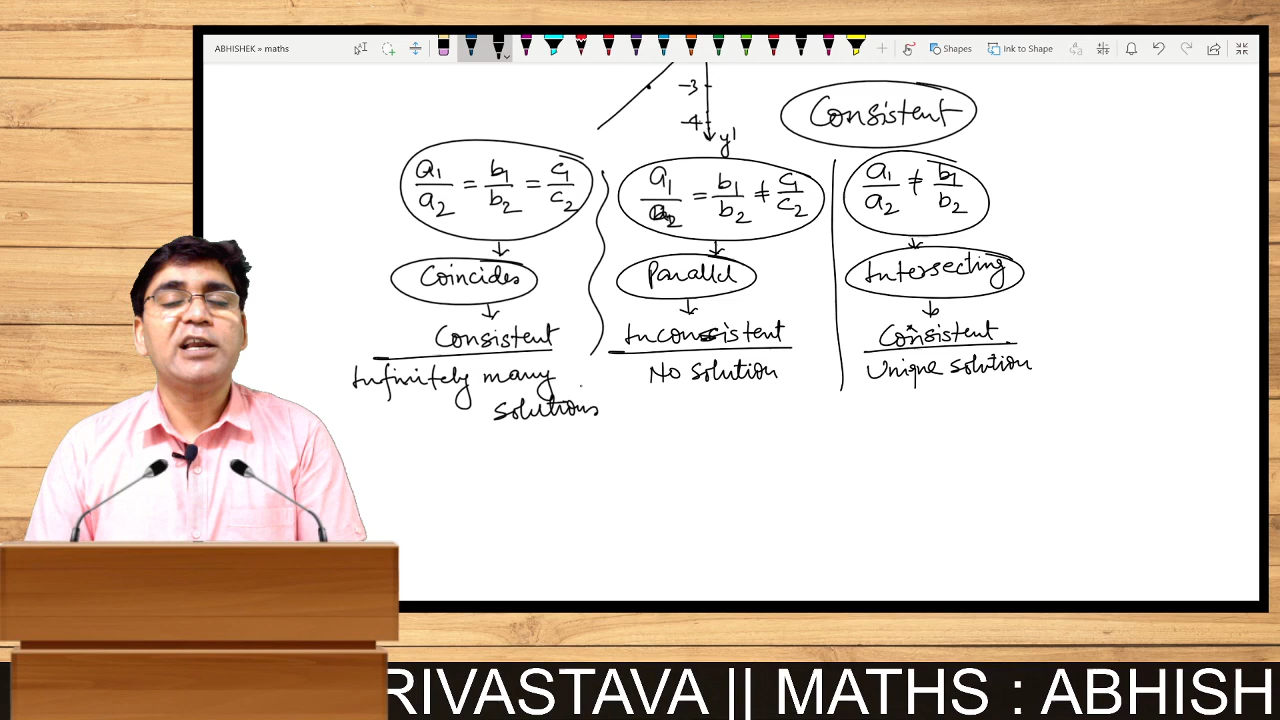 ABHISHEK » maths
Shapes
Ink to Shape
-3
-4
y'
Consistent
a₁/a₂ = b₁/b₂ = c₁/c₂
Coincides
Consistent
Infinitely many
solutions
a₁/a₂ = b₁/b₂ ≠ c₁/c₂
Parallel
Inconsistent
No solution
a₁/a₂ ≠ b₁/b₂
Intersecting
Consistent
Unique solution
RIVASTAVA || MATHS : ABHISH